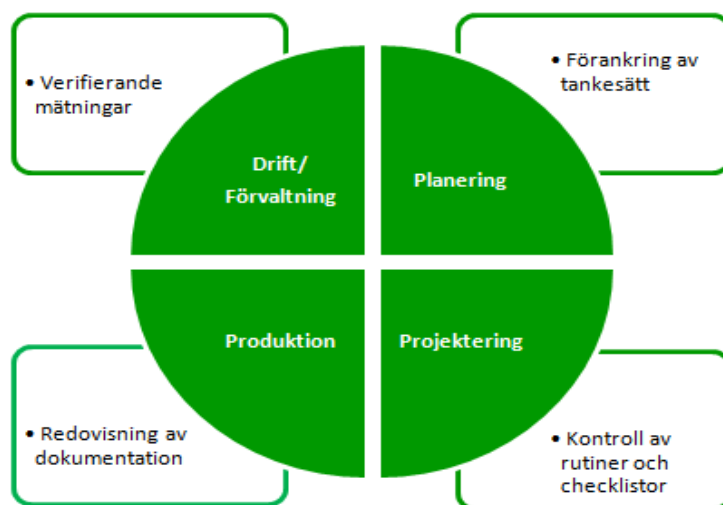 • Verifierande
mätningar
• Förankring av
tankesätt
Drift/
Förvaltning
Planering
Produktion
Projektering
• Redovisning av
dokumentation
• Kontroll av
rutiner och
checklistor